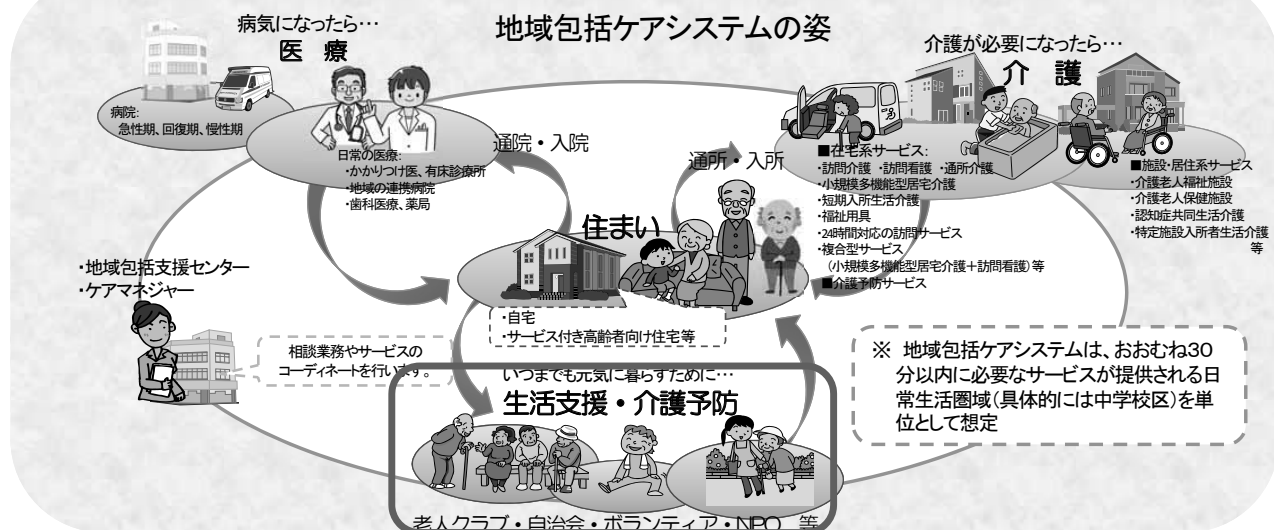 地域包括ケアシステムの姿
病気になったら…
医 療
病院:
急性期、回復期、慢性期
日常の医療:
・かかりつけ医、有床診療所
・地域の連携病院
・歯科医療、薬局
通院・入院
通所・入所
介護が必要になったら…
介 護
■在宅系サービス:
・訪問介護 ・訪問看護 ・通所介護
・小規模多機能型居宅介護
・短期入所生活介護
・福祉用具
・24時間対応の訪問サービス
・複合型サービス
(小規模多機能型居宅介護+訪問看護)等
■介護予防サービス
■施設・居住系サービス
・介護老人福祉施設
・介護老人保健施設
・認知症共同生活介護
・特定施設入所者生活介護
等
住まい
・自宅
・サービス付き高齢者向け住宅等
・地域包括支援センター
・ケアマネジャー
相談業務やサービスの
コーディネートを行います。
いつまでも元気に暮らすために…
生活支援・介護予防
老人クラブ・自治会・ボランティア・NPO 等
※ 地域包括ケアシステムは、おおむね30
分以内に必要なサービスが提供される日
常生活圏域(具体的には中学校区)を単
位として想定